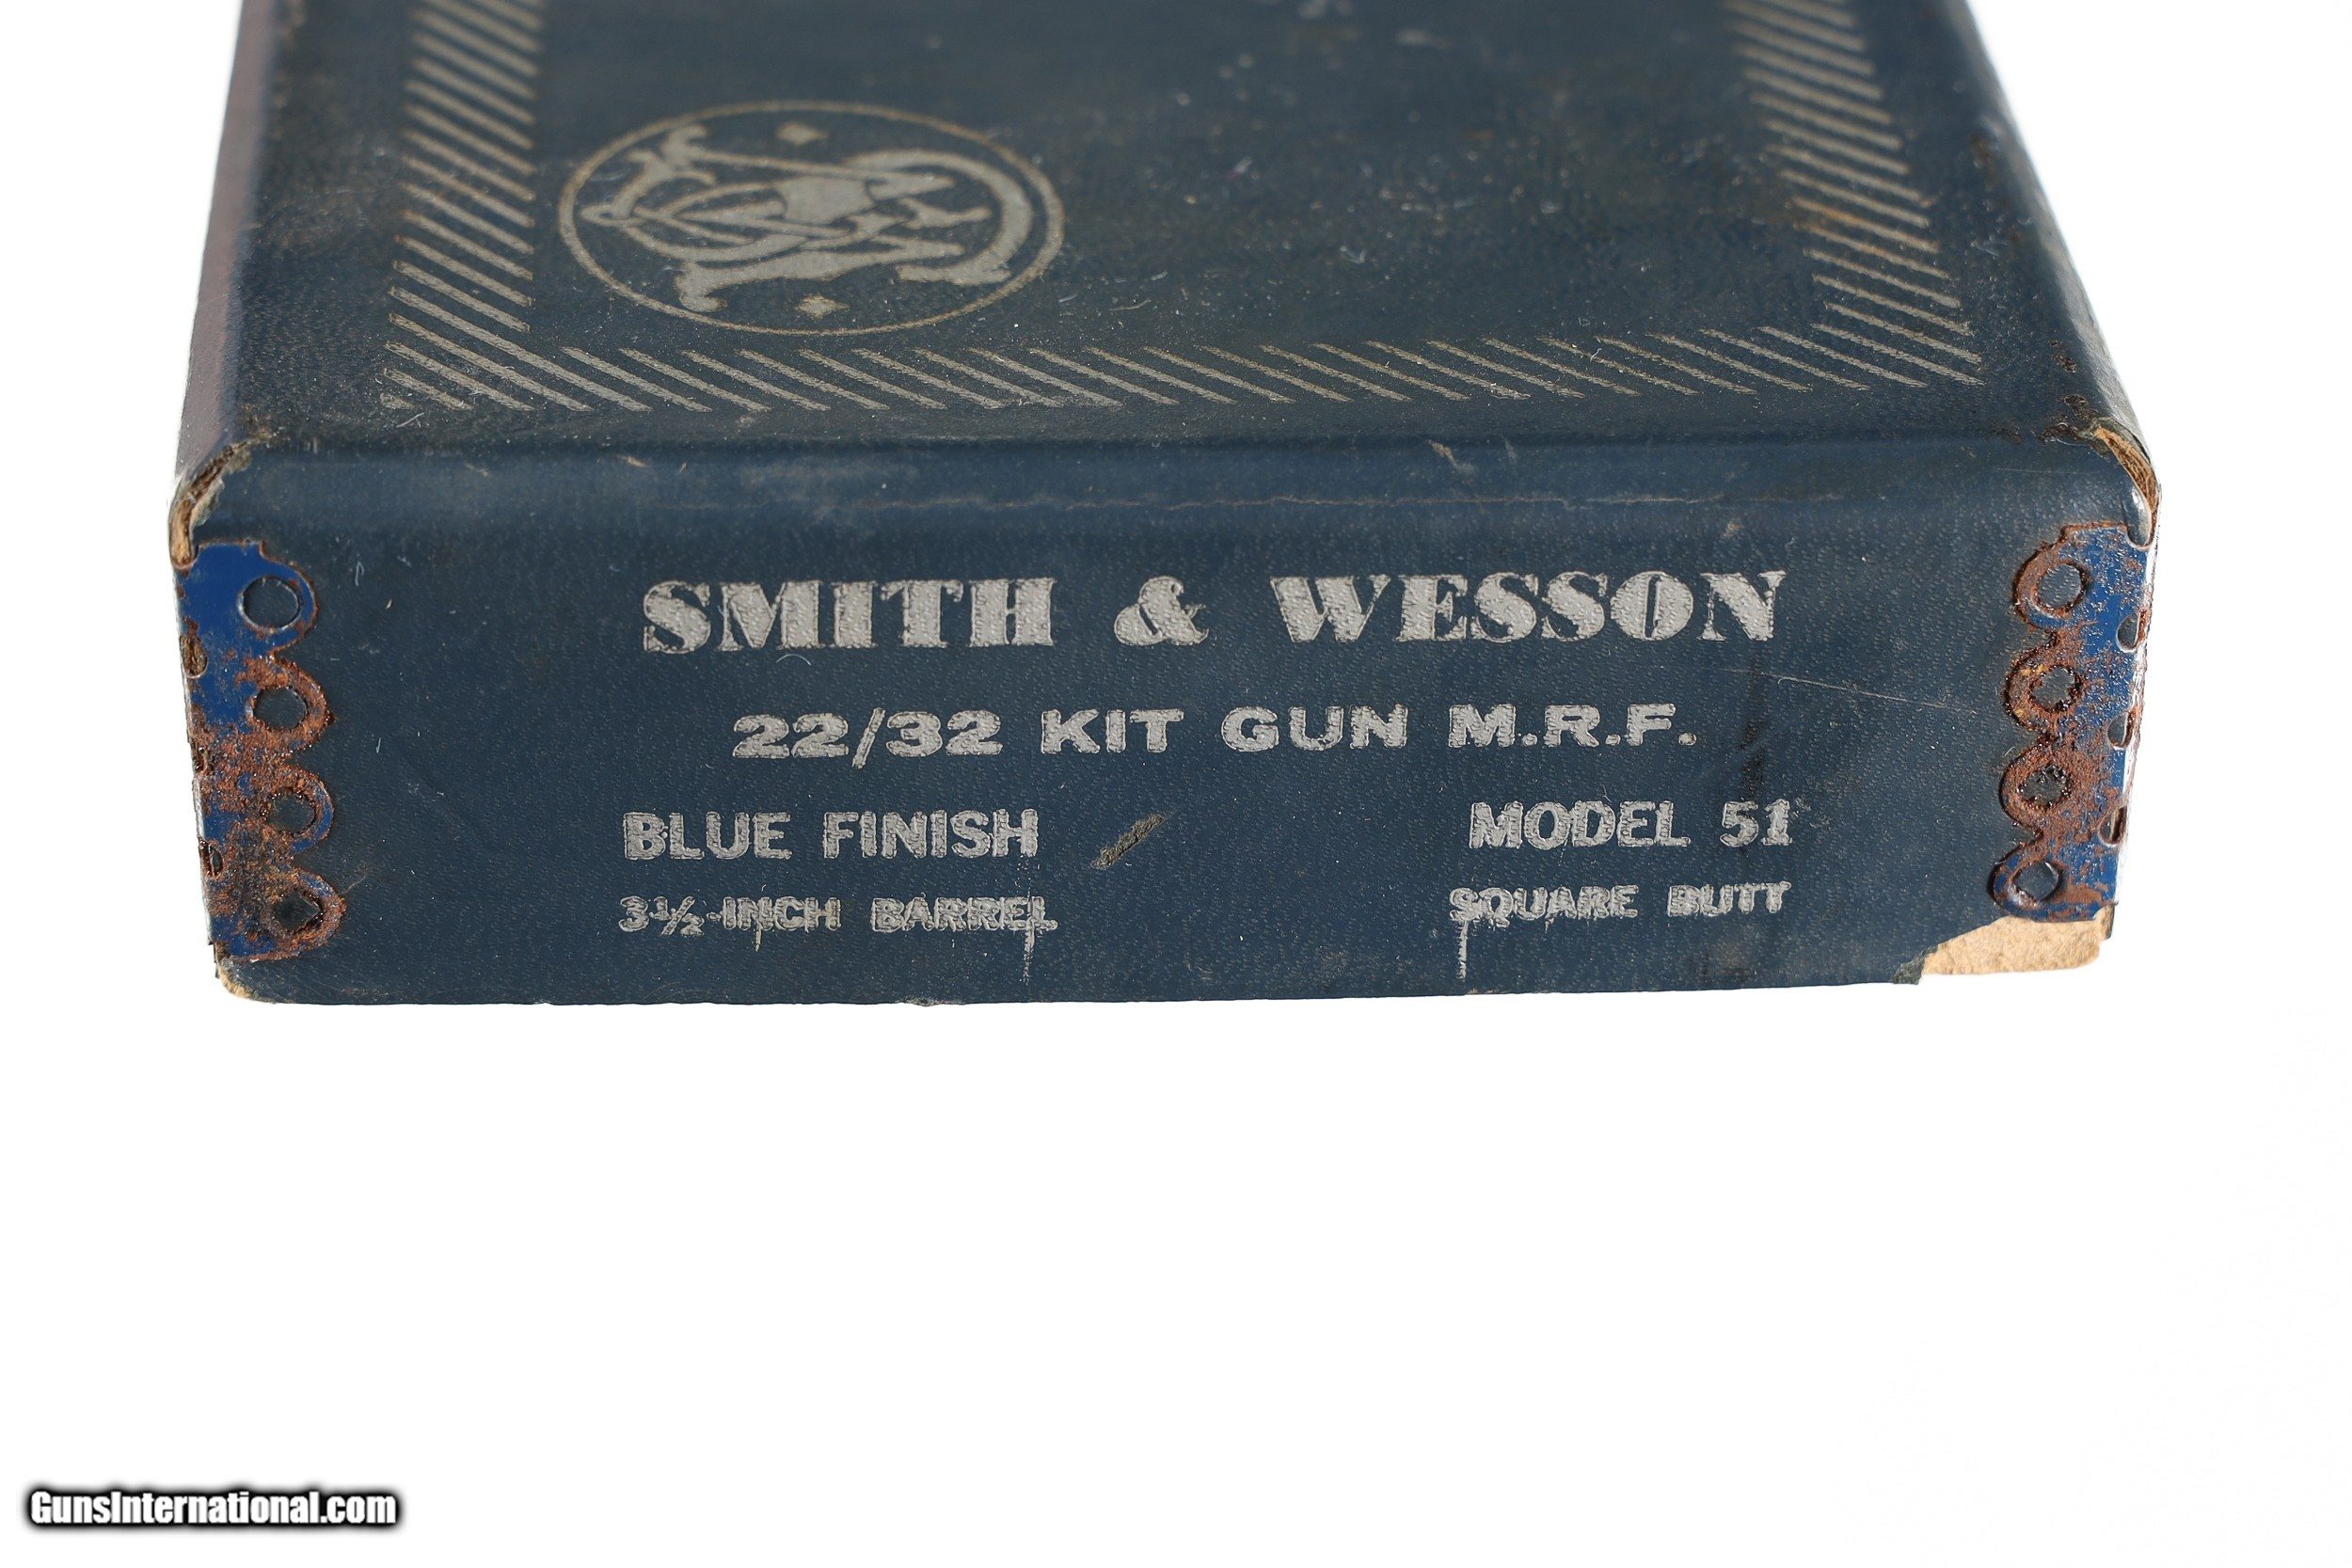 SMITH & WESSON
22/32 KIT GUN M.R.F.
BLUE FINISH MODEL 51
3½-INCH BARREL SQUARE BUTT
GunsInternational.com